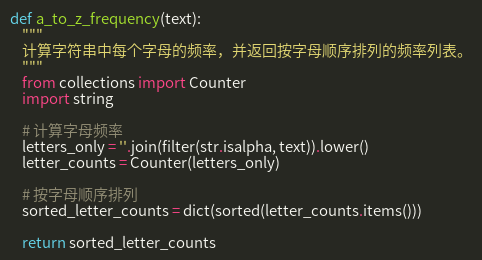 def a_to_z_frequency(text):
    """
    计算字符串中每个字母的频率，并返回按字母顺序排列的频率列表。
    """
    from collections import Counter
    import string

    # 计算字母频率
    letters_only = ''.join(filter(str.isalpha, text)).lower()
    letter_counts = Counter(letters_only)

    # 按字母顺序排列
    sorted_letter_counts = dict(sorted(letter_counts.items()))

    return sorted_letter_counts